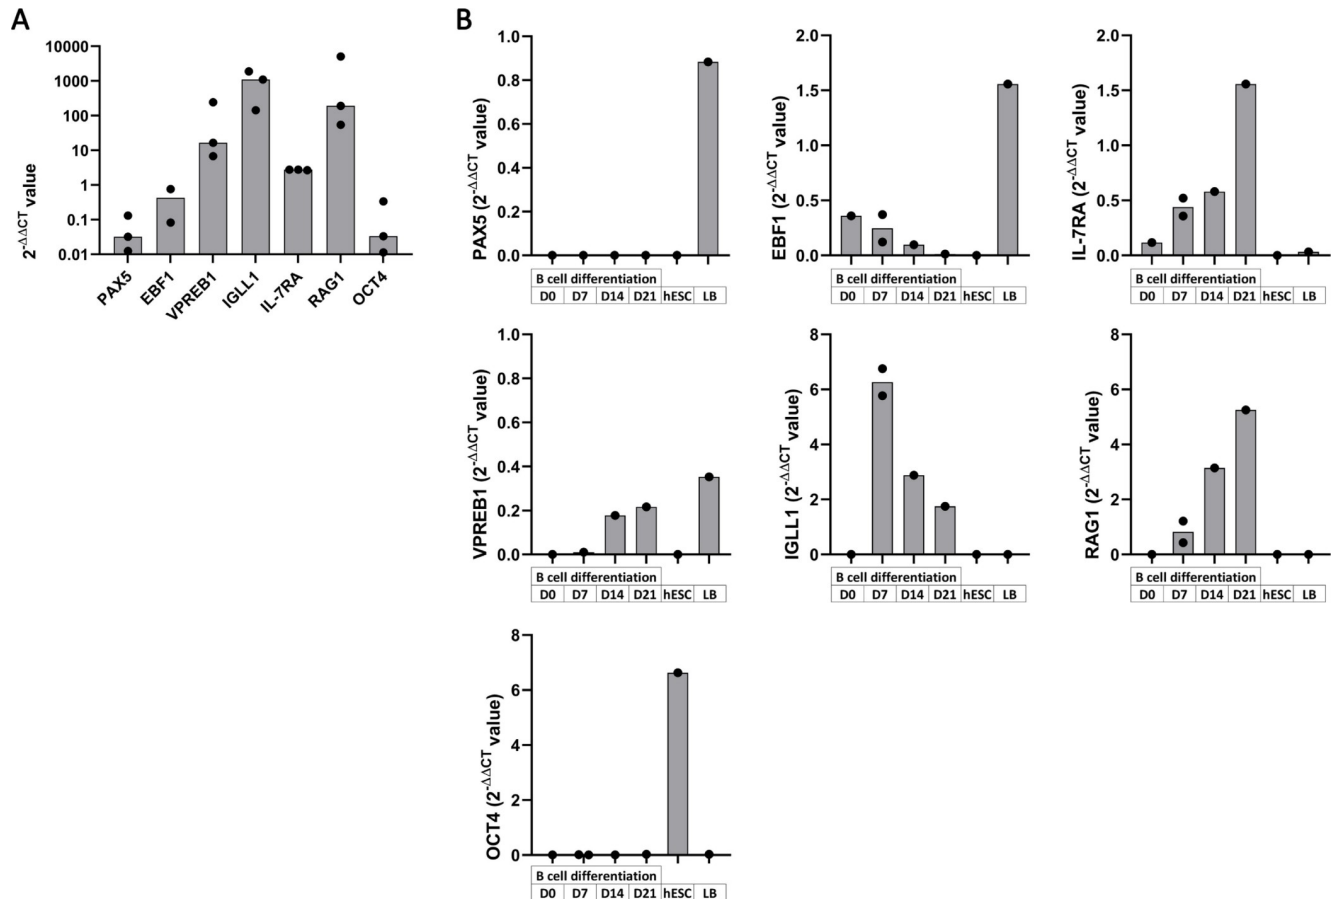 A
2-ΔΔCT value
10000
1000
100
10
1
0.1
0.01
PAX5
EBF1
VPREB1
IGLL1
IL-7RA
RAG1
OCT4
B
PAX5 (2-ΔΔCT value)
1.0
0.8
0.6
0.4
0.2
0.0
B cell differentiation
D0 D7 D14 D21 hESC LB
EBF1 (2-ΔΔCT value)
2.0
1.5
1.0
0.5
0.0
B cell differentiation
D0 D7 D14 D21 hESC LB
IL-7RA (2-ΔΔCT value)
2.0
1.5
1.0
0.5
0.0
B cell differentiation
D0 D7 D14 D21 hESC LB
VPREB1 (2-ΔΔCT value)
1.0
0.8
0.6
0.4
0.2
0.0
B cell differentiation
D0 D7 D14 D21 hESC LB
IGLL1 (2-ΔΔCT value)
8
6
4
2
0
B cell differentiation
D0 D7 D14 D21 hESC LB
RAG1 (2-ΔΔCT value)
8
6
4
2
0
B cell differentiation
D0 D7 D14 D21 hESC LB
OCT4 (2-ΔΔCT value)
8
6
4
2
0
B cell differentiation
D0 D7 D14 D21 hESC LB